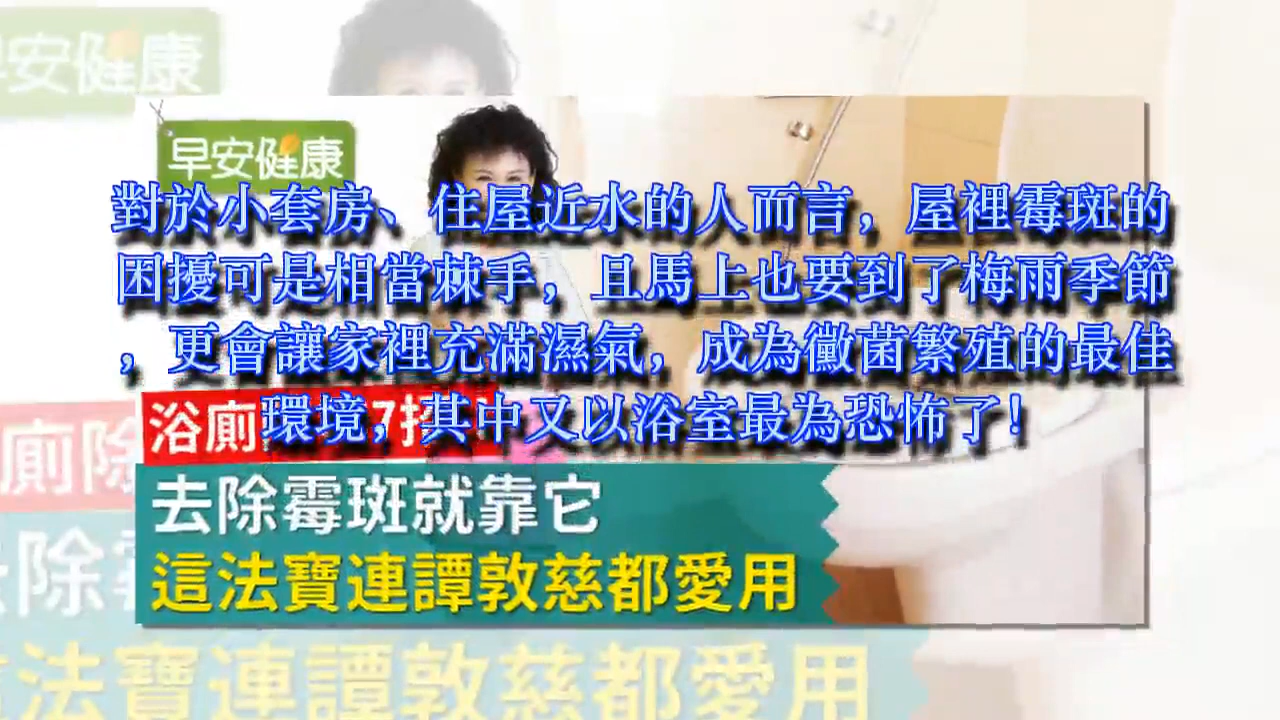 早安健康
早安健康
對於小套房、住屋近水的人而言，屋裡霉斑的
困擾可是相當棘手，且馬上也要到了梅雨季節
，更會讓家裡充滿濕氣，成為黴菌繁殖的最佳
環境，其中又以浴室最為恐怖了！
浴廁 7招
廁除
去除霉斑就靠它
除
這法寶連譚敦慈都愛用
這法寶連譚敦慈都愛用